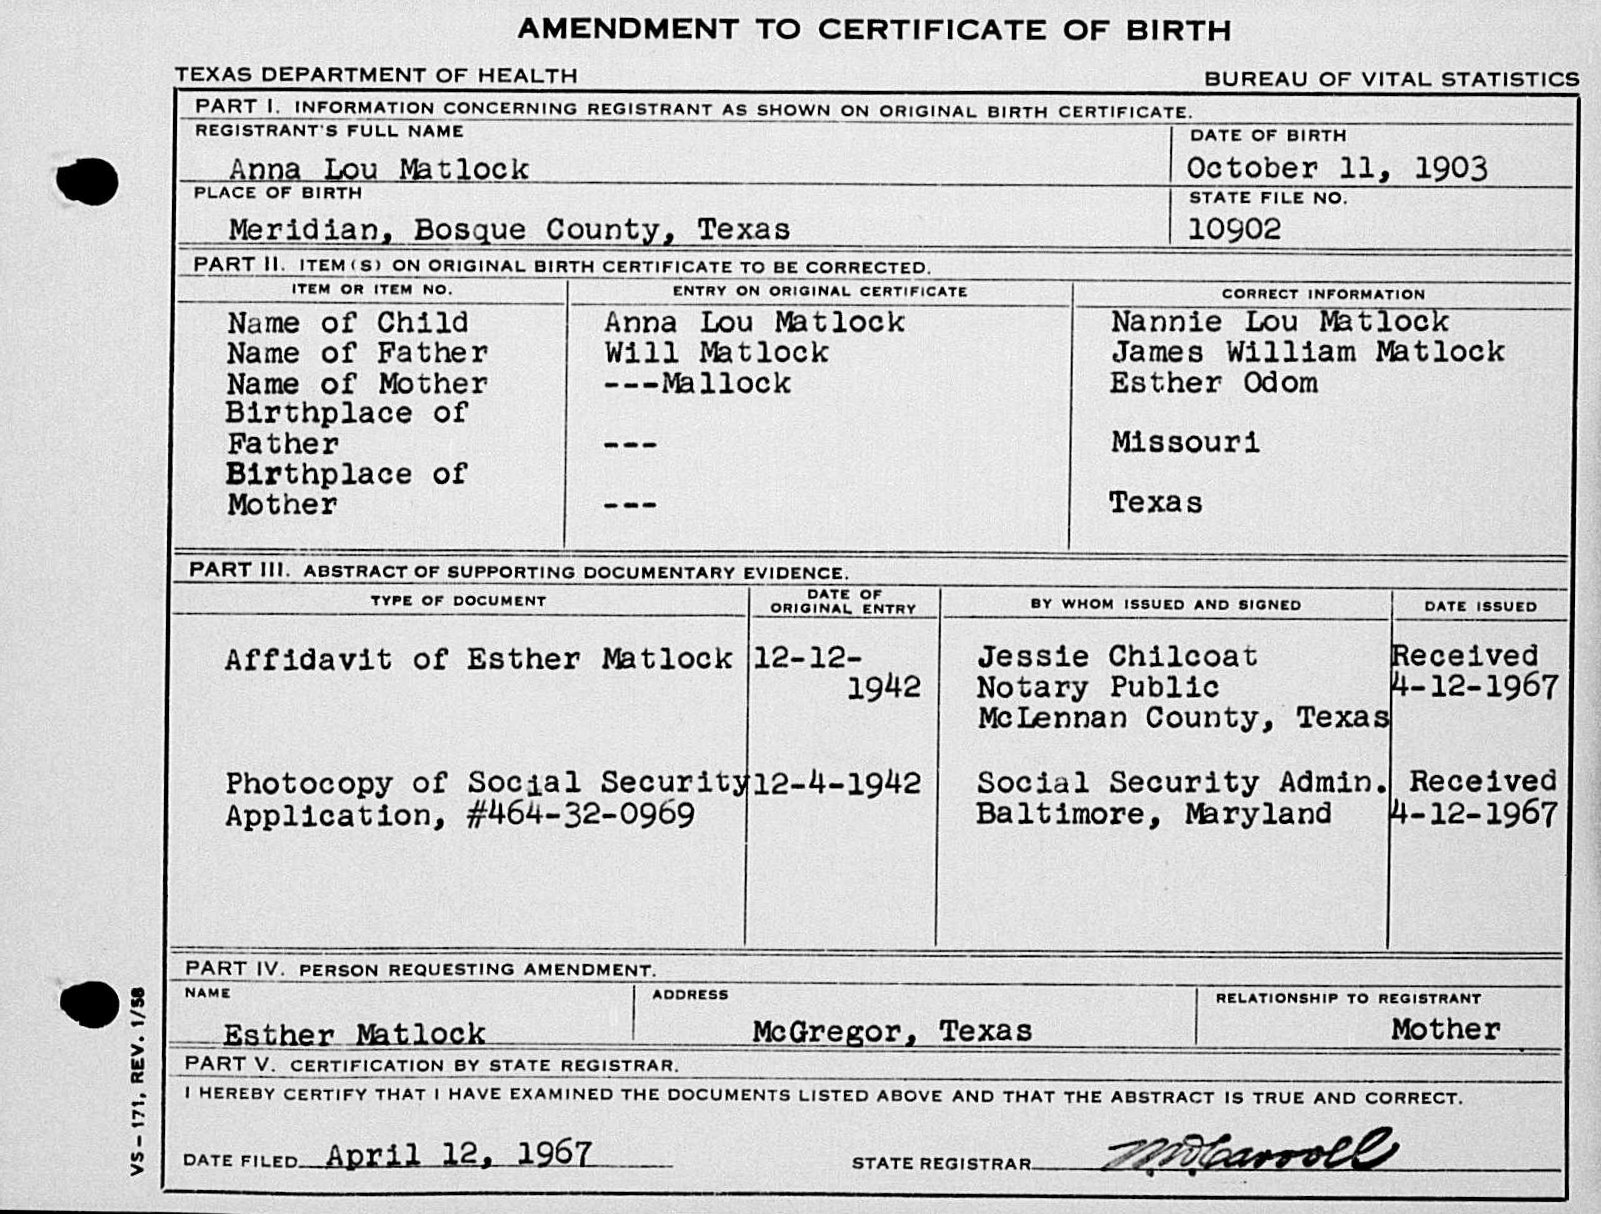 AMENDMENT TO CERTIFICATE OF BIRTH
TEXAS DEPARTMENT OF HEALTH BUREAU OF VITAL STATISTICS
PART I. INFORMATION CONCERNING REGISTRANT AS SHOWN ON ORIGINAL BIRTH CERTIFICATE.
REGISTRANT'S FULL NAME DATE OF BIRTH
Anna Lou Matlock October 11, 1903
PLACE OF BIRTH STATE FILE NO.
Meridian, Bosque County, Texas 10902
PART II. ITEM(S) ON ORIGINAL BIRTH CERTIFICATE TO BE CORRECTED.
ITEM OR ITEM NO. ENTRY ON ORIGINAL CERTIFICATE CORRECT INFORMATION
Name of Child Anna Lou Matlock Nannie Lou Matlock
Name of Father Will Matlock James William Matlock
Name of Mother ---Mallock Esther Odom
Birthplace of
Father --- Missouri
Birthplace of
Mother --- Texas
PART III. ABSTRACT OF SUPPORTING DOCUMENTARY EVIDENCE.
TYPE OF DOCUMENT DATE OF ORIGINAL ENTRY BY WHOM ISSUED AND SIGNED DATE ISSUED
Affidavit of Esther Matlock 12-12- Jessie Chilcoat Received
1942 Notary Public 4-12-1967
McLennan County, Texas
Photocopy of Social Security 12-4-1942 Social Security Admin. Received
Application, #464-32-0969 Baltimore, Maryland 4-12-1967
PART IV. PERSON REQUESTING AMENDMENT.
NAME ADDRESS RELATIONSHIP TO REGISTRANT
Esther Matlock McGregor, Texas Mother
PART V. CERTIFICATION BY STATE REGISTRAR.
I HEREBY CERTIFY THAT I HAVE EXAMINED THE DOCUMENTS LISTED ABOVE AND THAT THE ABSTRACT IS TRUE AND CORRECT.
DATE FILED April 12, 1967 STATE REGISTRAR W.D. Carroll
VS-171, REV. 1/58